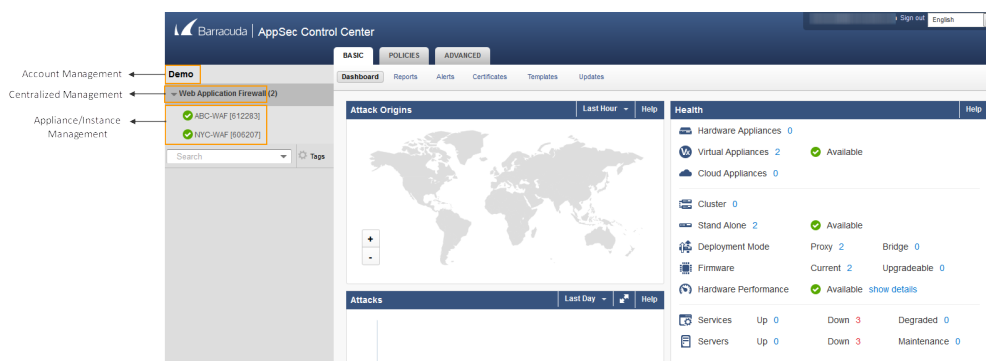 Barracuda | AppSec Control Center
Sign out English
BASIC POLICIES ADVANCED
Dashboard Reports Alerts Certificates Templates Updates
Account Management
Demo
Centralized Management
Web Application Firewall (2)
Appliance/Instance
Management
ABC-WAF [612283]
NYC-WAF [606207]
Search Tags
Attack Origins Last Hour Help
+
-
Attacks Last Day Help
Health Help
Hardware Appliances 0
Virtual Appliances 2 Available
Cloud Appliances 0
Cluster 0
Stand Alone 2 Available
Deployment Mode Proxy 2 Bridge 0
Firmware Current 2 Upgradeable 0
Hardware Performance Available show details
Services Up 0 Down 3 Degraded 0
Servers Up 0 Down 3 Maintenance 0